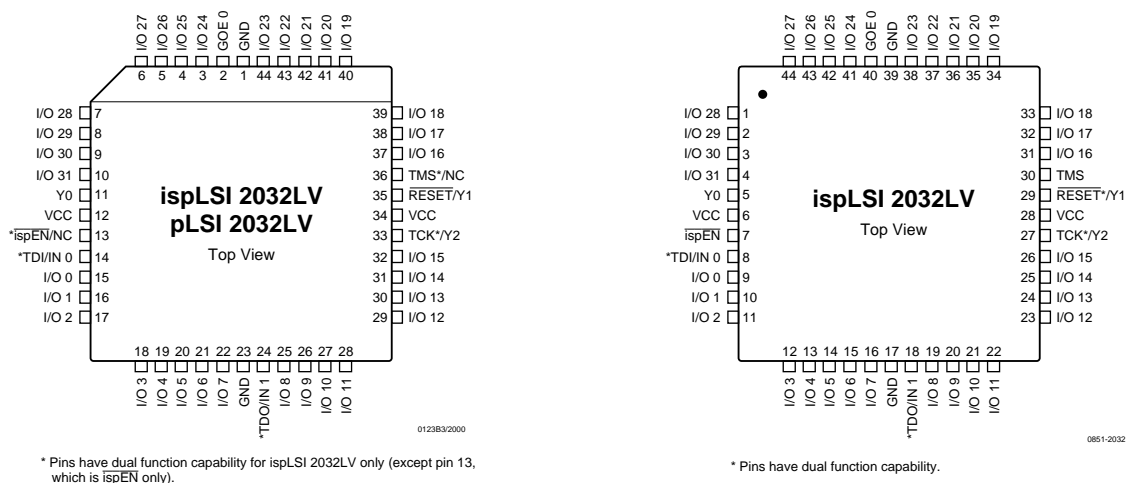 I/O 27
I/O 26
I/O 25
I/O 24
GOE 0
GND
I/O 23
I/O 22
I/O 21
I/O 20
I/O 19
6 5 4 3 2 1 44 43 42 41 40
I/O 28 7
I/O 29 8
I/O 30 9
I/O 31 10
Y0 11
VCC 12
*ispEN/NC 13
*TDI/IN 0 14
I/O 0 15
I/O 1 16
I/O 2 17
ispLSI 2032LV
pLSI 2032LV
Top View
39 I/O 18
38 I/O 17
37 I/O 16
36 TMS*/NC
35 RESET/Y1
34 VCC
33 TCK*/Y2
32 I/O 15
31 I/O 14
30 I/O 13
29 I/O 12
18 19 20 21 22 23 24 25 26 27 28
I/O 3
I/O 4
I/O 5
I/O 6
I/O 7
GND
*TDO/IN 1
I/O 8
I/O 9
I/O 10
I/O 11
0123B3/2000
* Pins have dual function capability for ispLSI 2032LV only (except pin 13,
which is ispEN only).
I/O 27
I/O 26
I/O 25
I/O 24
GOE 0
GND
I/O 23
I/O 22
I/O 21
I/O 20
I/O 19
44 43 42 41 40 39 38 37 36 35 34
I/O 28 1
I/O 29 2
I/O 30 3
I/O 31 4
Y0 5
VCC 6
ispEN 7
*TDI/IN 0 8
I/O 0 9
I/O 1 10
I/O 2 11
ispLSI 2032LV
Top View
33 I/O 18
32 I/O 17
31 I/O 16
30 TMS
29 RESET*/Y1
28 VCC
27 TCK*/Y2
26 I/O 15
25 I/O 14
24 I/O 13
23 I/O 12
12 13 14 15 16 17 18 19 20 21 22
I/O 3
I/O 4
I/O 5
I/O 6
I/O 7
GND
*TDO/IN 1
I/O 8
I/O 9
I/O 10
I/O 11
0851-2032
* Pins have dual function capability.